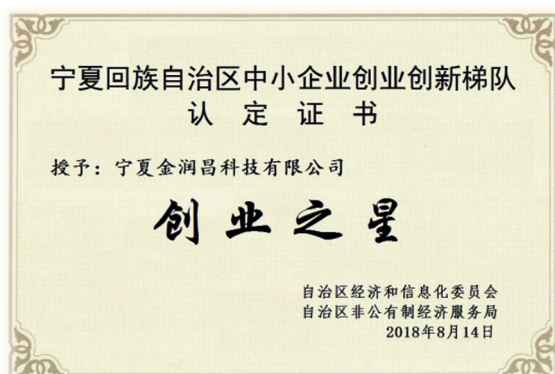 宁夏回族自治区中小企业创业创新梯队
认定证书
授予：宁夏金润昌科技有限公司
创业之星
自治区经济和信息化委员会
自治区非公有制经济服务局
2018年8月14日